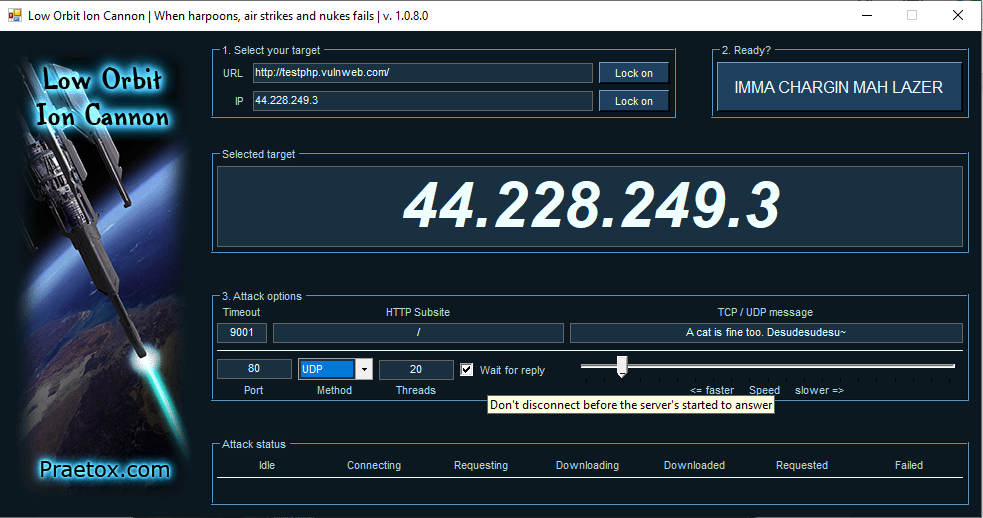 Low Orbit Ion Cannon | When harpoons, air strikes and nukes fails | v. 1.0.8.0
Low Orbit
Ion Cannon
Praetox.com
1. Select your target
URL http://testphp.vulnweb.com/ Lock on
IP 44.228.249.3 Lock on
2. Ready?
IMMA CHARGIN MAH LAZER
Selected target
44.228.249.3
3. Attack options
Timeout HTTP Subsite TCP / UDP message
9001 / A cat is fine too. Desudesudesu~
80 UDP 20 Wait for reply
Port Method Threads <= faster Speed slower =>
Don't disconnect before the server's started to answer
Attack status
Idle Connecting Requesting Downloading Downloaded Requested Failed